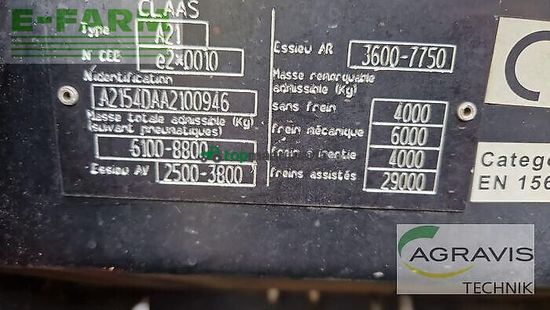 E-FARM
CLAAS
Type A21
N CEE e2x0010
N identification
A2154DAA2100946
Masse totale admissible (Kg)
(suivant pneumatiques)
6100-8800
Essieu AV 2500-3800
Essieu AR 3600-7750
Masse remorquable
admissible (Kg)
sans frein 4000
frein mécanique 6000
frein à inertie 4000
freins assistés 29000
Catego
EN 156
AGRAVIS
TECHNIK